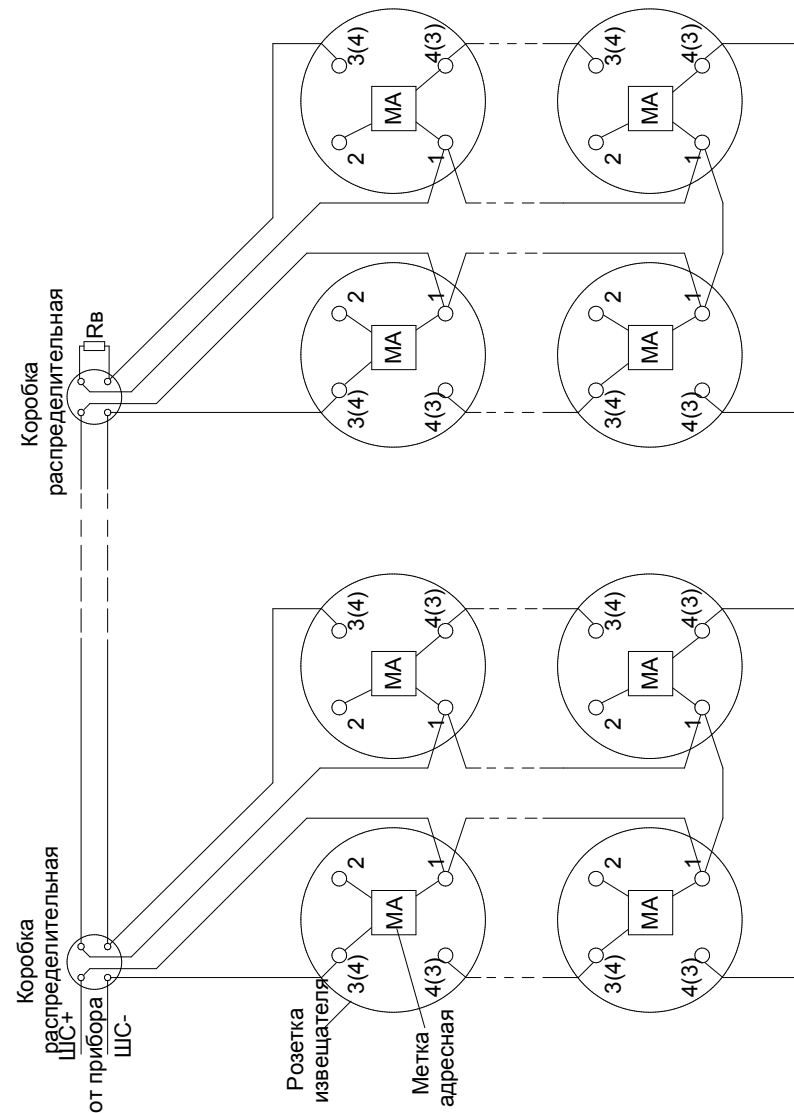 Коробка
распределительная
Коробка
распределительная
ШС+
от прибора
ШС-
Rв
Розетка
извещателя
3(4)
2
2
3(4)
3(4)
2
2
3(4)
МА
МА
МА
МА
Метка
адресная
4(3)
1
1
4(3)
4(3)
1
1
4(3)
3(4)
2
2
3(4)
3(4)
2
2
3(4)
МА
МА
МА
МА
4(3)
1
1
4(3)
4(3)
1
1
4(3)